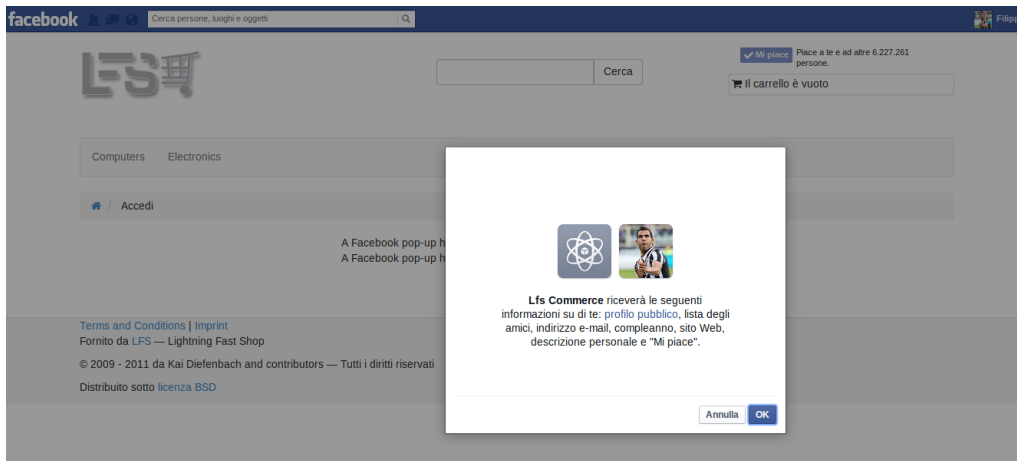 facebook
Cerca persone, luoghi e oggetti
Filipp
LFS
Cerca
Mi piace
Piace a te e ad altre 6.227.261
persone.
Il carrello è vuoto
Computers Electronics
/ Accedi
A Facebook pop-up h
A Facebook pop-up h
Lfs Commerce riceverà le seguenti
informazioni su di te: profilo pubblico, lista degli
amici, indirizzo e-mail, compleanno, sito Web,
descrizione personale e "Mi piace".
Annulla OK
Terms and Conditions | Imprint
Fornito da LFS — Lightning Fast Shop
© 2009 - 2011 da Kai Diefenbach and contributors — Tutti i diritti riservati
Distribuito sotto licenza BSD